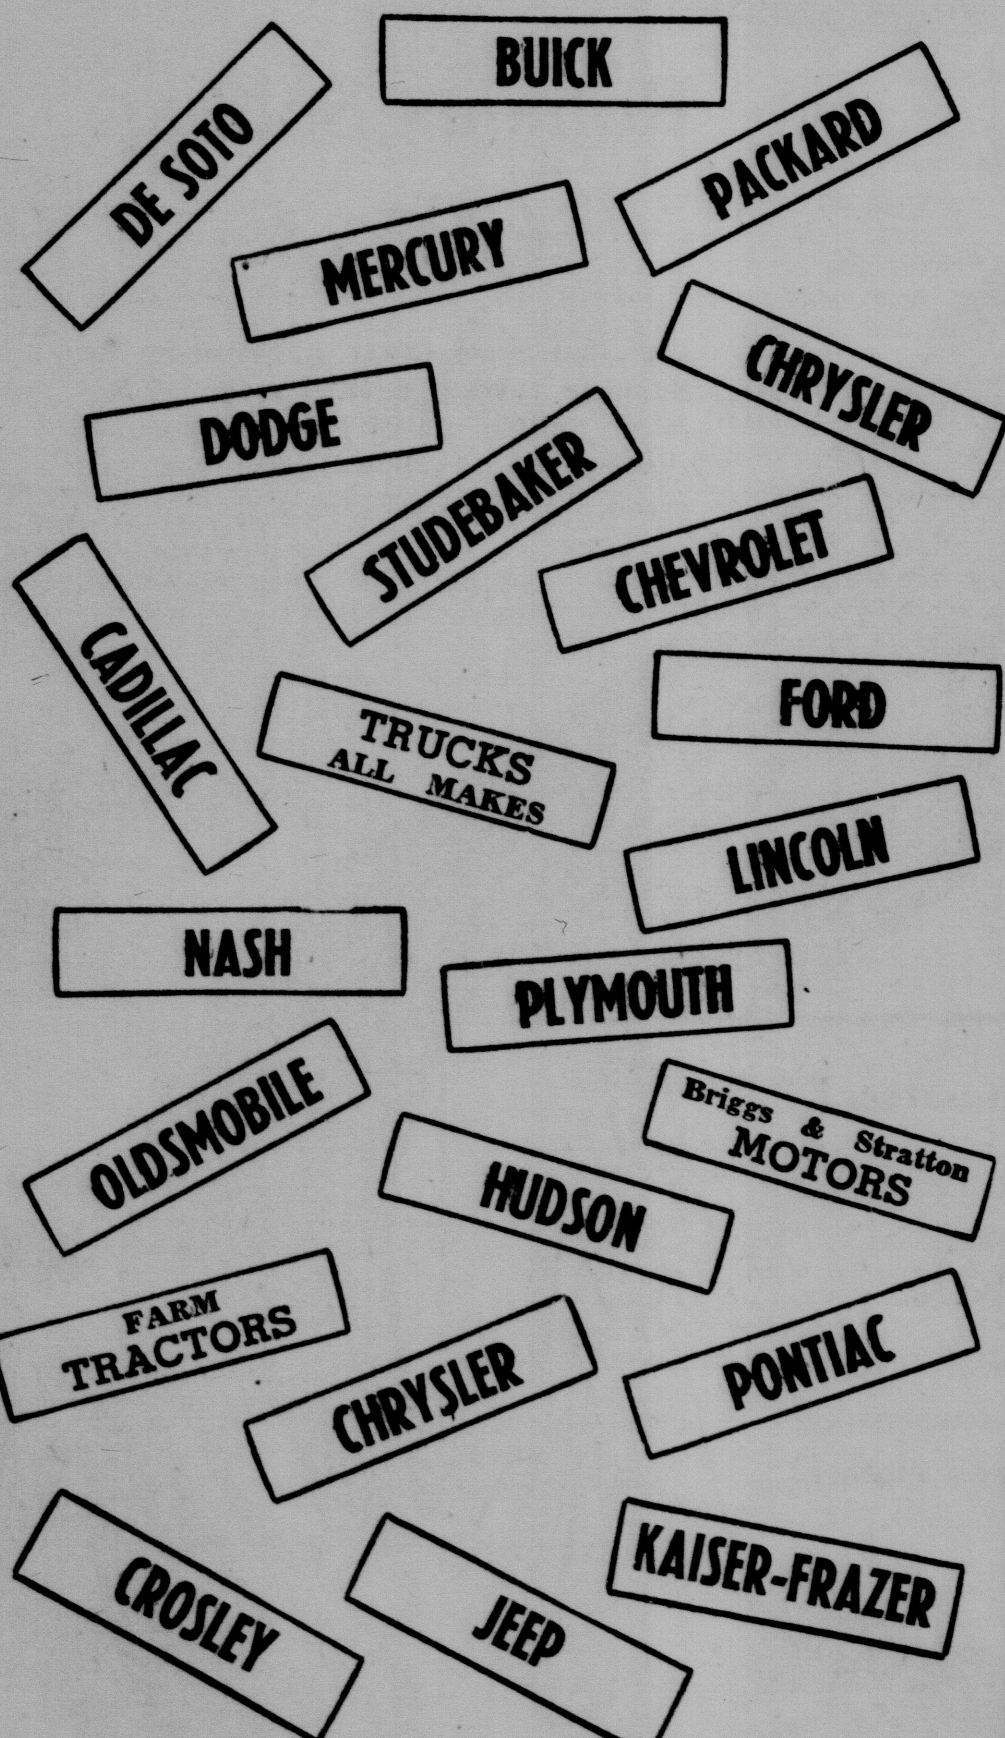 BUICK
DE SOTO
PACKARD
MERCURY
CHRYSLER
DODGE
STUDEBAKER
CHEVROLET
CADILLAC
FORD
TRUCKS
ALL MAKES
LINCOLN
NASH
PLYMOUTH
OLDSMOBILE
Briggs & Stratton
MOTORS
HUDSON
FARM
TRACTORS
CHRYSLER
PONTIAC
CROSLEY
JEEP
KAISER-FRAZER